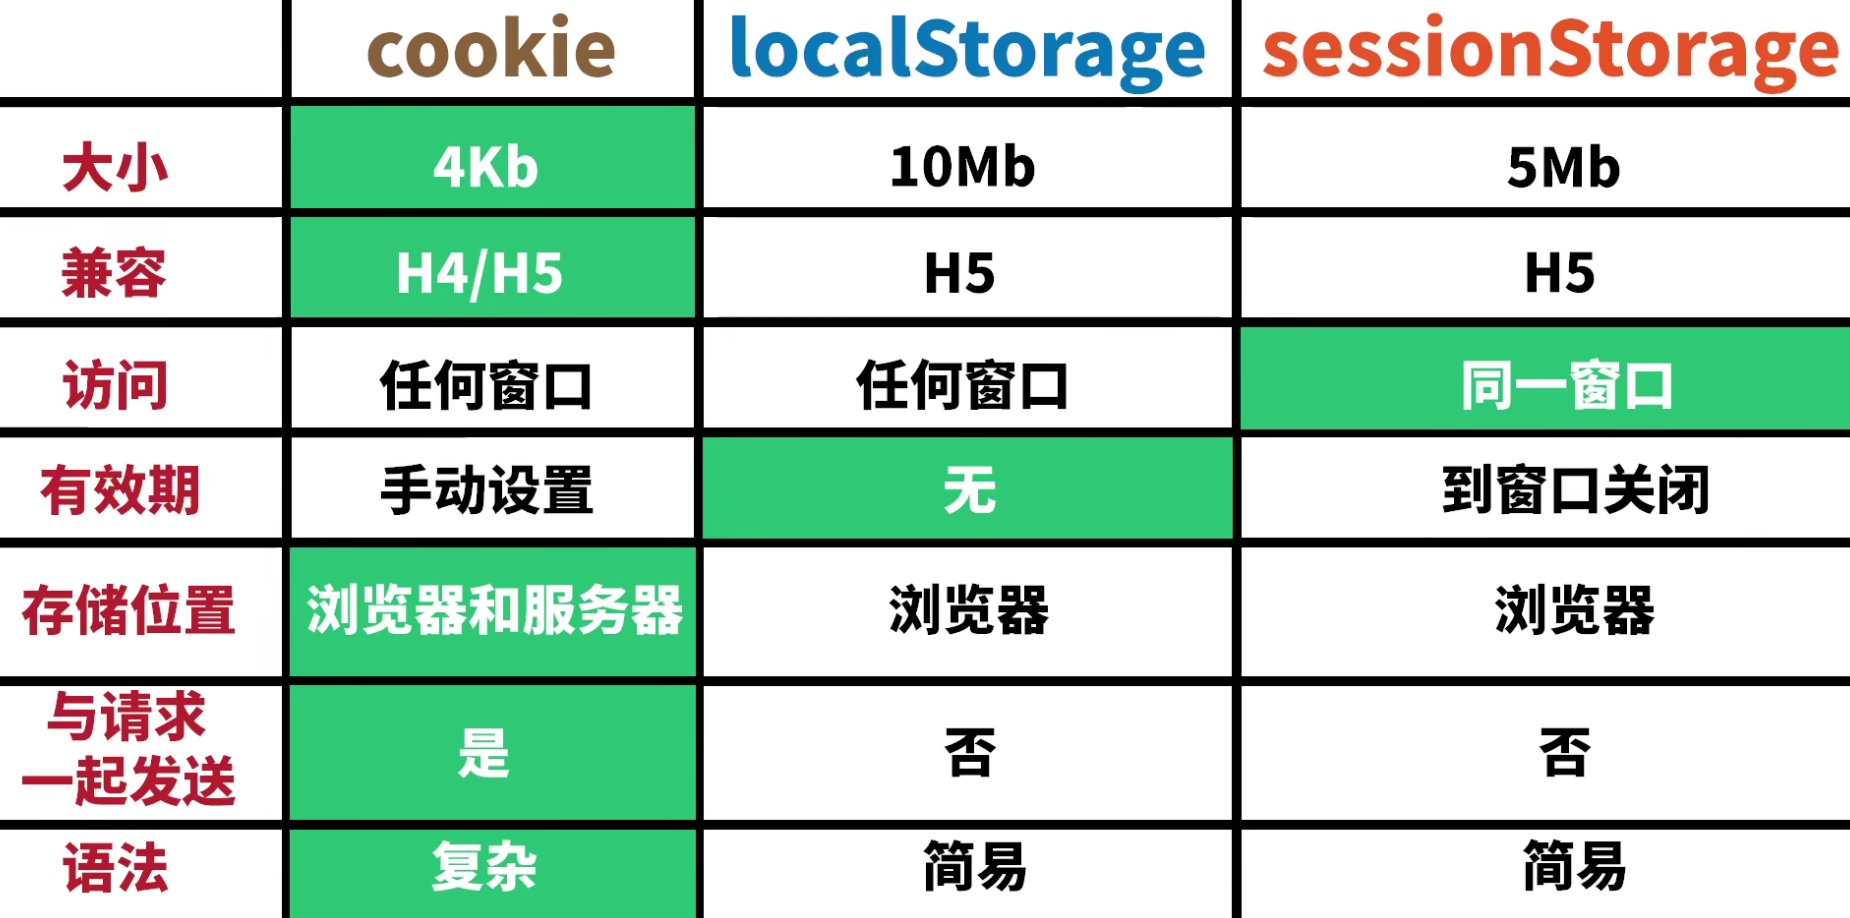 cookie localStorage sessionStorage
大小 4Kb 10Mb 5Mb
兼容 H4/H5 H5 H5
访问 任何窗口 任何窗口 同一窗口
有效期 手动设置 无 到窗口关闭
存储位置 浏览器和服务器 浏览器 浏览器
与请求
一起发送 是 否 否
语法 复杂 简易 简易